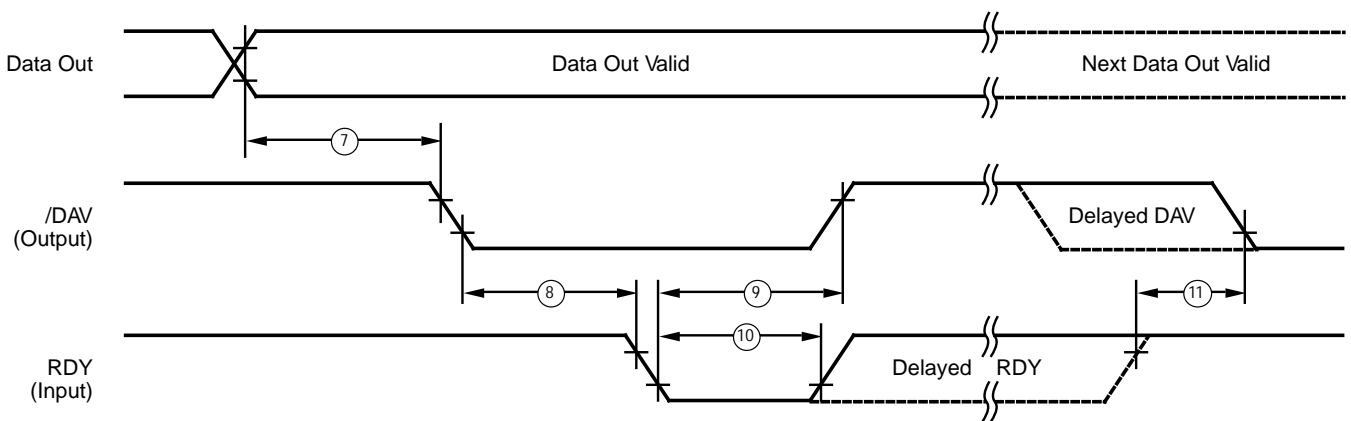 Data Out
Data Out Valid
Next Data Out Valid
7
/DAV
(Output)
Delayed DAV
8
9
11
10
RDY
(Input)
Delayed RDY